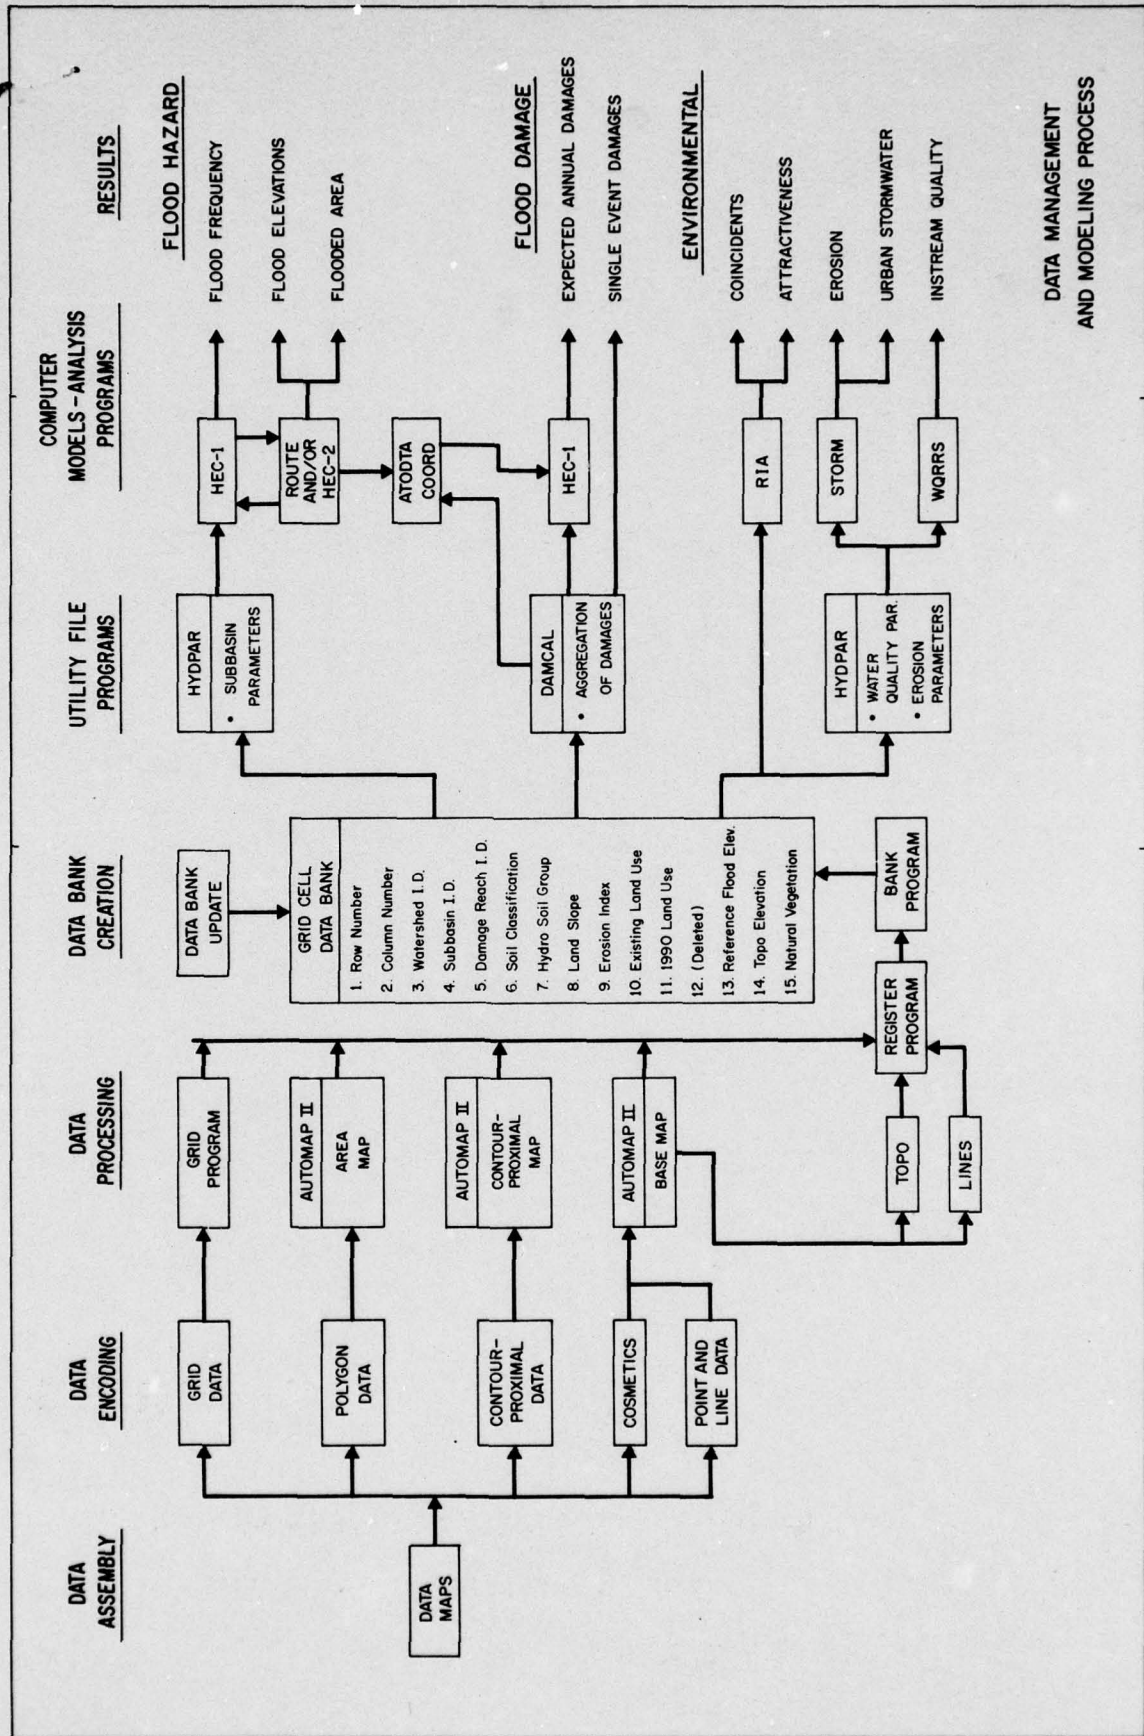 DATA
ASSEMBLY
DATA
ENCODING
DATA
PROCESSING
DATA BANK
CREATION
UTILITY FILE
PROGRAMS
COMPUTER
MODELS-ANALYSIS
PROGRAMS
RESULTS
DATA
MAPS
GRID
DATA
POLYGON
DATA
CONTOUR-
PROXIMAL
DATA
COSMETICS
POINT AND
LINE DATA
GRID
PROGRAM
AUTOMAP II
AREA
MAP
AUTOMAP II
CONTOUR-
PROXIMAL
MAP
AUTOMAP II
BASE MAP
TOPO
LINES
REGISTER
PROGRAM
BANK
PROGRAM
DATA BANK
UPDATE
GRID CELL
DATA BANK
1. Row Number
2. Column Number
3. Watershed I.D.
4. Subbasin I.D.
5. Damage Reach I.D.
6. Soil Classification
7. Hydro Soil Group
8. Land Slope
9. Erosion Index
10. Existing Land Use
11. 1990 Land Use
12. (Deleted)
13. Reference Flood Elev.
14. Topo Elevation
15. Natural Vegetation
HYDPAR
• SUBBASIN
PARAMETERS
DAMCAL
• AGGREGATION
OF DAMAGES
HYDPAR
• WATER
QUALITY PAR.
• EROSION
PARAMETERS
HEC-1
ROUTE
AND/OR
HEC-2
ATODTA
COORD
HEC-1
RIA
STORM
WQRRS
FLOOD HAZARD
FLOOD FREQUENCY
FLOOD ELEVATIONS
FLOODED AREA
FLOOD DAMAGE
EXPECTED ANNUAL DAMAGES
SINGLE EVENT DAMAGES
ENVIRONMENTAL
COINCIDENTS
ATTRACTIVENESS
EROSION
URBAN STORMWATER
INSTREAM QUALITY
DATA MANAGEMENT
AND MODELING PROCESS